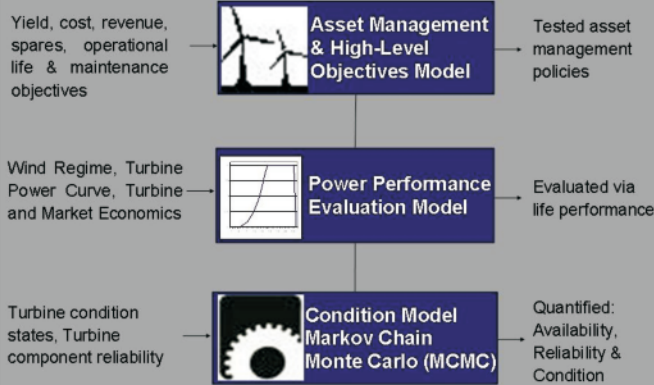 Yield, cost, revenue,
spares, operational
life & maintenance
objectives
Asset Management
& High-Level
Objectives Model
Tested asset
management
policies
Wind Regime, Turbine
Power Curve, Turbine
and Market Economics
Power Performance
Evaluation Model
Evaluated via
life performance
Turbine condition
states, Turbine
component reliability
Condition Model
Markov Chain
Monte Carlo (MCMC)
Quantified:
Availability,
Reliability &
Condition